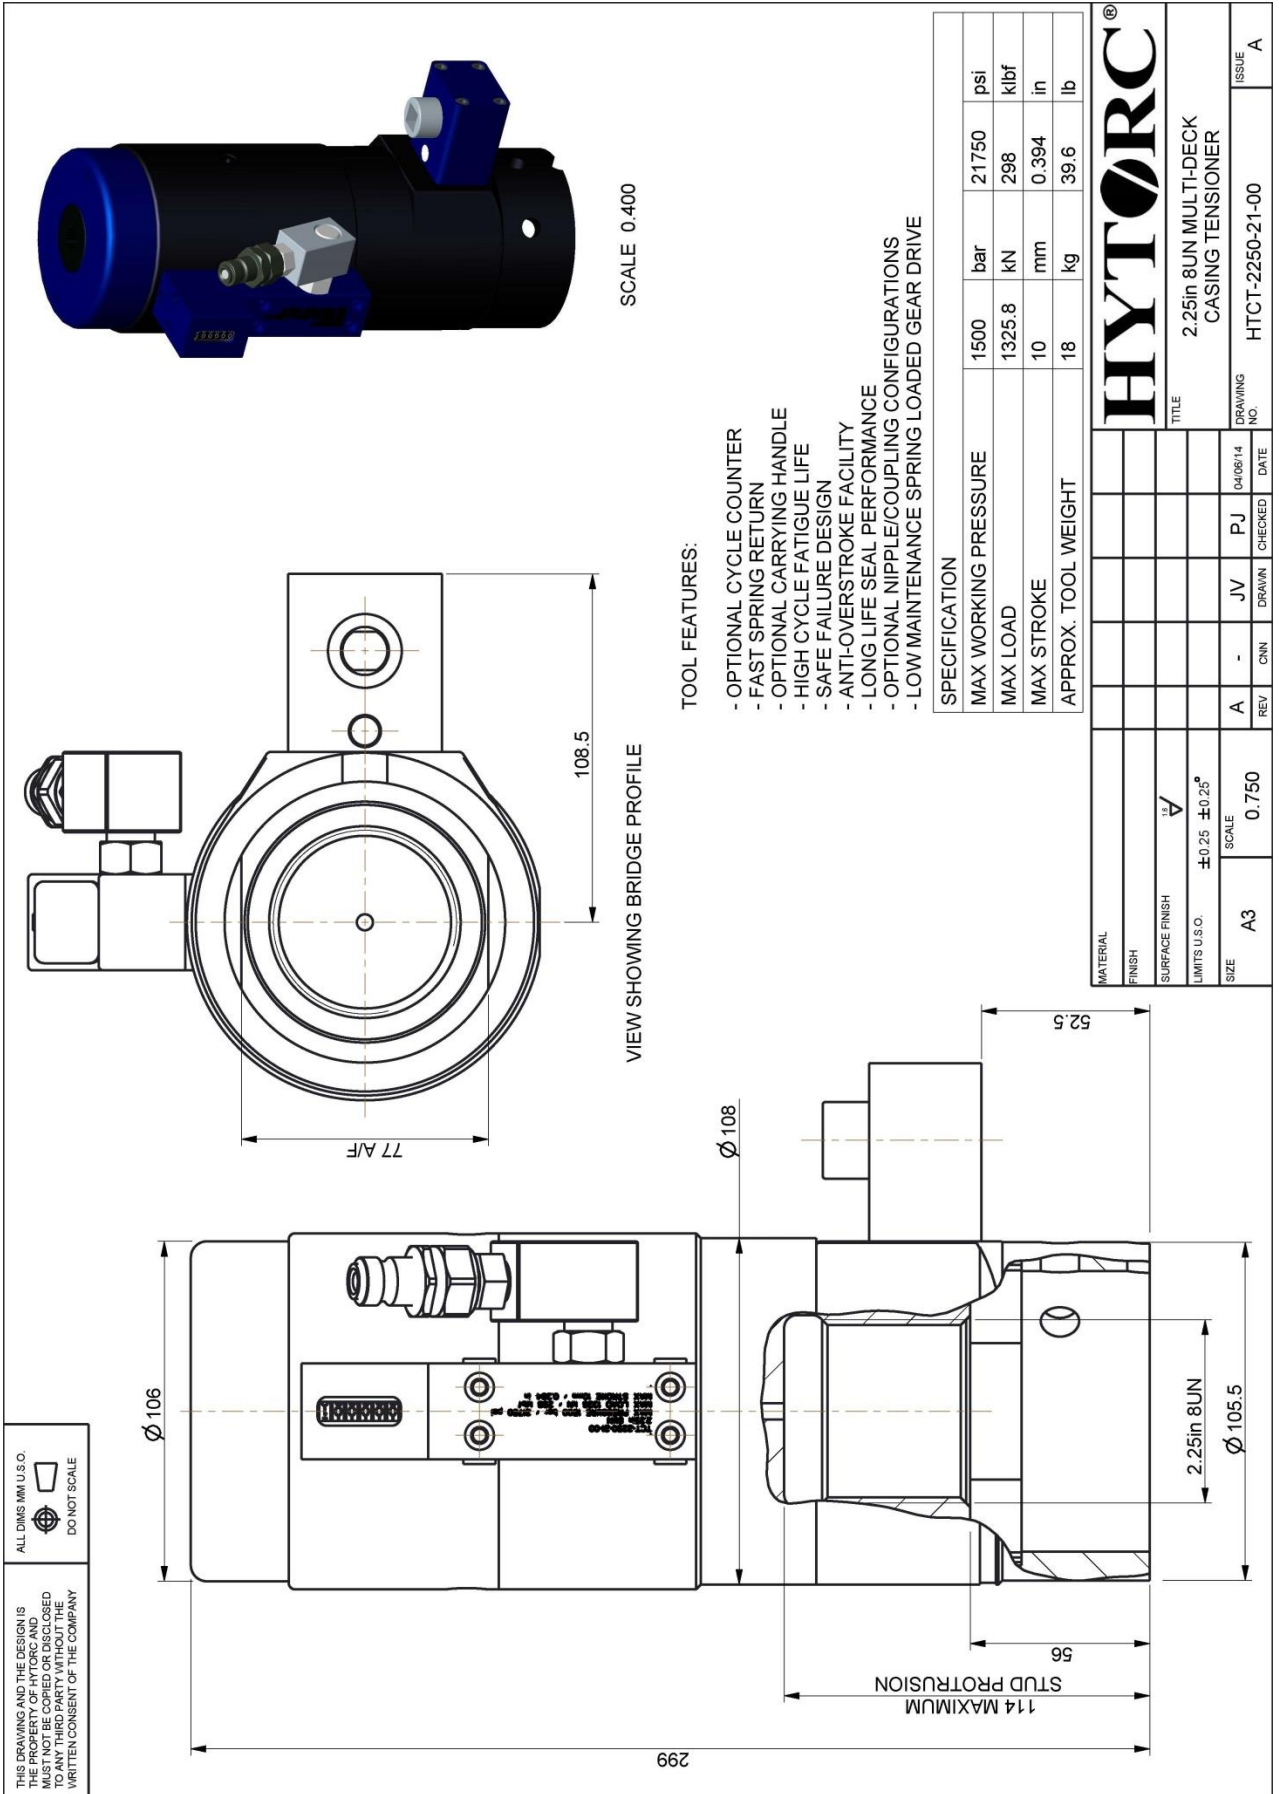 THIS DRAWING AND THE DESIGN IS
THE PROPERTY OF HYTORC AND
MUST NOT BE COPIED OR DISCLOSED
TO ANY THIRD PARTY WITHOUT THE
WRITTEN CONSENT OF THE COMPANY
ALL DIMS MM U.S.O.
DO NOT SCALE
Ø106
Ø108
299
114 MAXIMUM
STUD PROTRUSION
56
2.25in 8UN
Ø105.5
52.5
77 A/F
108.5
VIEW SHOWING BRIDGE PROFILE
SCALE 0.400
TOOL FEATURES:
- OPTIONAL CYCLE COUNTER
- FAST SPRING RETURN
- OPTIONAL CARRYING HANDLE
- HIGH CYCLE FATIGUE LIFE
- SAFE FAILURE DESIGN
- ANTI-OVERSTROKE FACILITY
- LONG LIFE SEAL PERFORMANCE
- OPTIONAL NIPPLE/COUPLING CONFIGURATIONS
- LOW MAINTENANCE SPRING LOADED GEAR DRIVE
SPECIFICATION
MAX WORKING PRESSURE 1500 bar 21750 psi
MAX LOAD 1325.8 kN 298 klbf
MAX STROKE 10 mm 0.394 in
APPROX. TOOL WEIGHT 18 kg 39.6 lb
MATERIAL
FINISH
SURFACE FINISH 1.6
LIMITS U.S.O. ±0.25 ±0.25°
SIZE A3
SCALE 0.750
A - JV PJ 04/06/14
REV CNN DRAWN CHECKED DATE
HYTORC®
TITLE
2.25in 8UN MULTI-DECK
CASING TENSIONER
DRAWING NO. HTCT-2250-21-00
ISSUE A